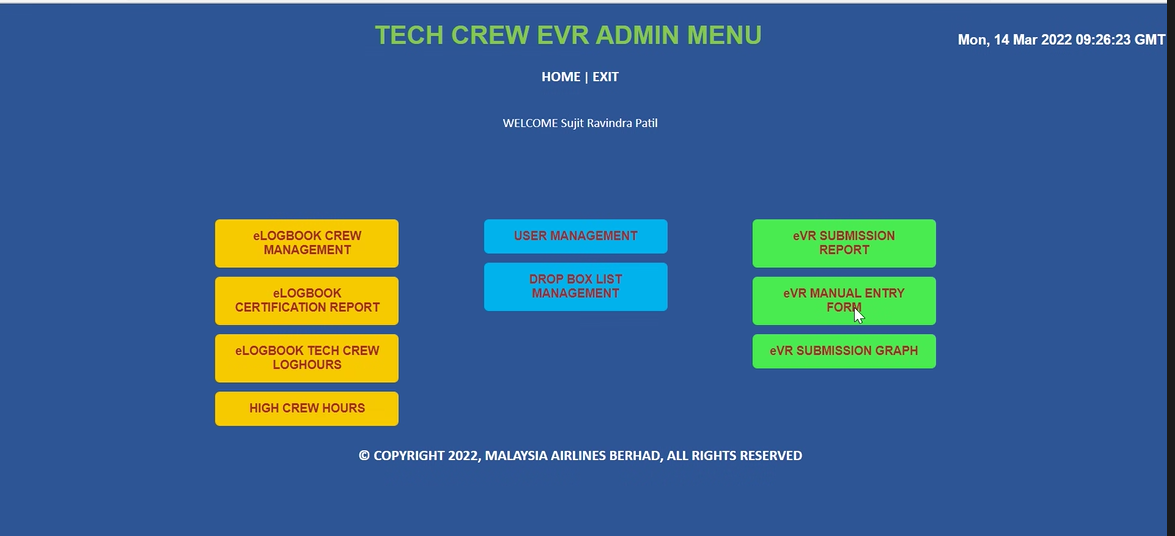 TECH CREW EVR ADMIN MENU
Mon, 14 Mar 2022 09:26:23 GMT
HOME | EXIT
WELCOME Sujit Ravindra Patil
eLOGBOOK CREW
MANAGEMENT
eLOGBOOK
CERTIFICATION REPORT
eLOGBOOK TECH CREW
LOGHOURS
HIGH CREW HOURS
USER MANAGEMENT
DROP BOX LIST
MANAGEMENT
eVR SUBMISSION
REPORT
eVR MANUAL ENTRY
FORM
eVR SUBMISSION GRAPH
© COPYRIGHT 2022, MALAYSIA AIRLINES BERHAD, ALL RIGHTS RESERVED